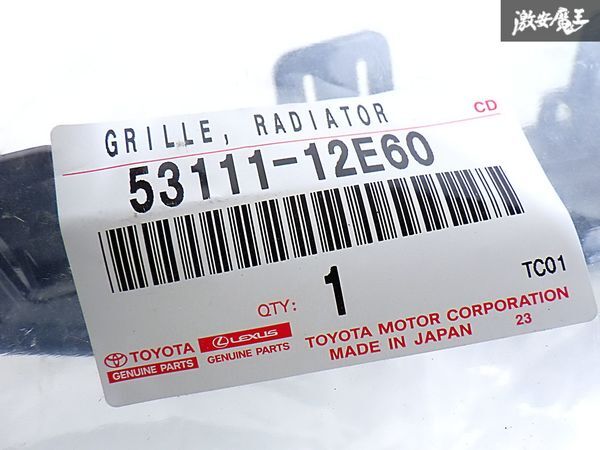 激安魔王
CD
GRILLE, RADIATOR
53111-12E60
TC01
QTY: 1
TOYOTA
GENUINE PARTS
LEXUS
GENUINE PARTS
TOYOTA MOTOR CORPORATION
MADE IN JAPAN 23